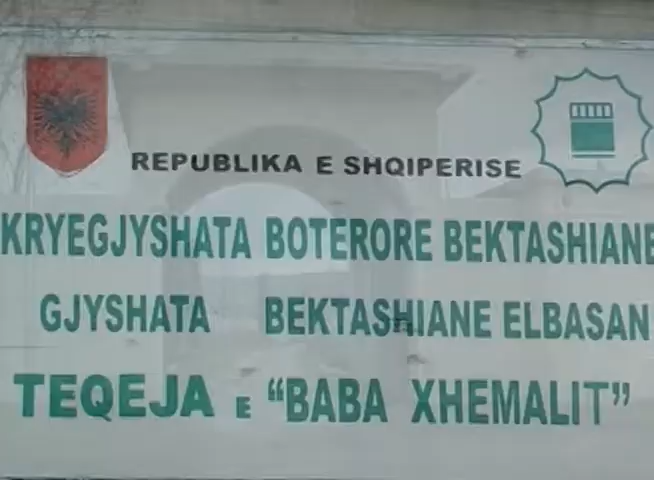 REPUBLIKA E SHQIPERISE
KRYEGJYSHATA BOTERORE BEKTASHIANE
GJYSHATA BEKTASHIANE ELBASAN
TEQEJA E "BABA XHEMALIT"